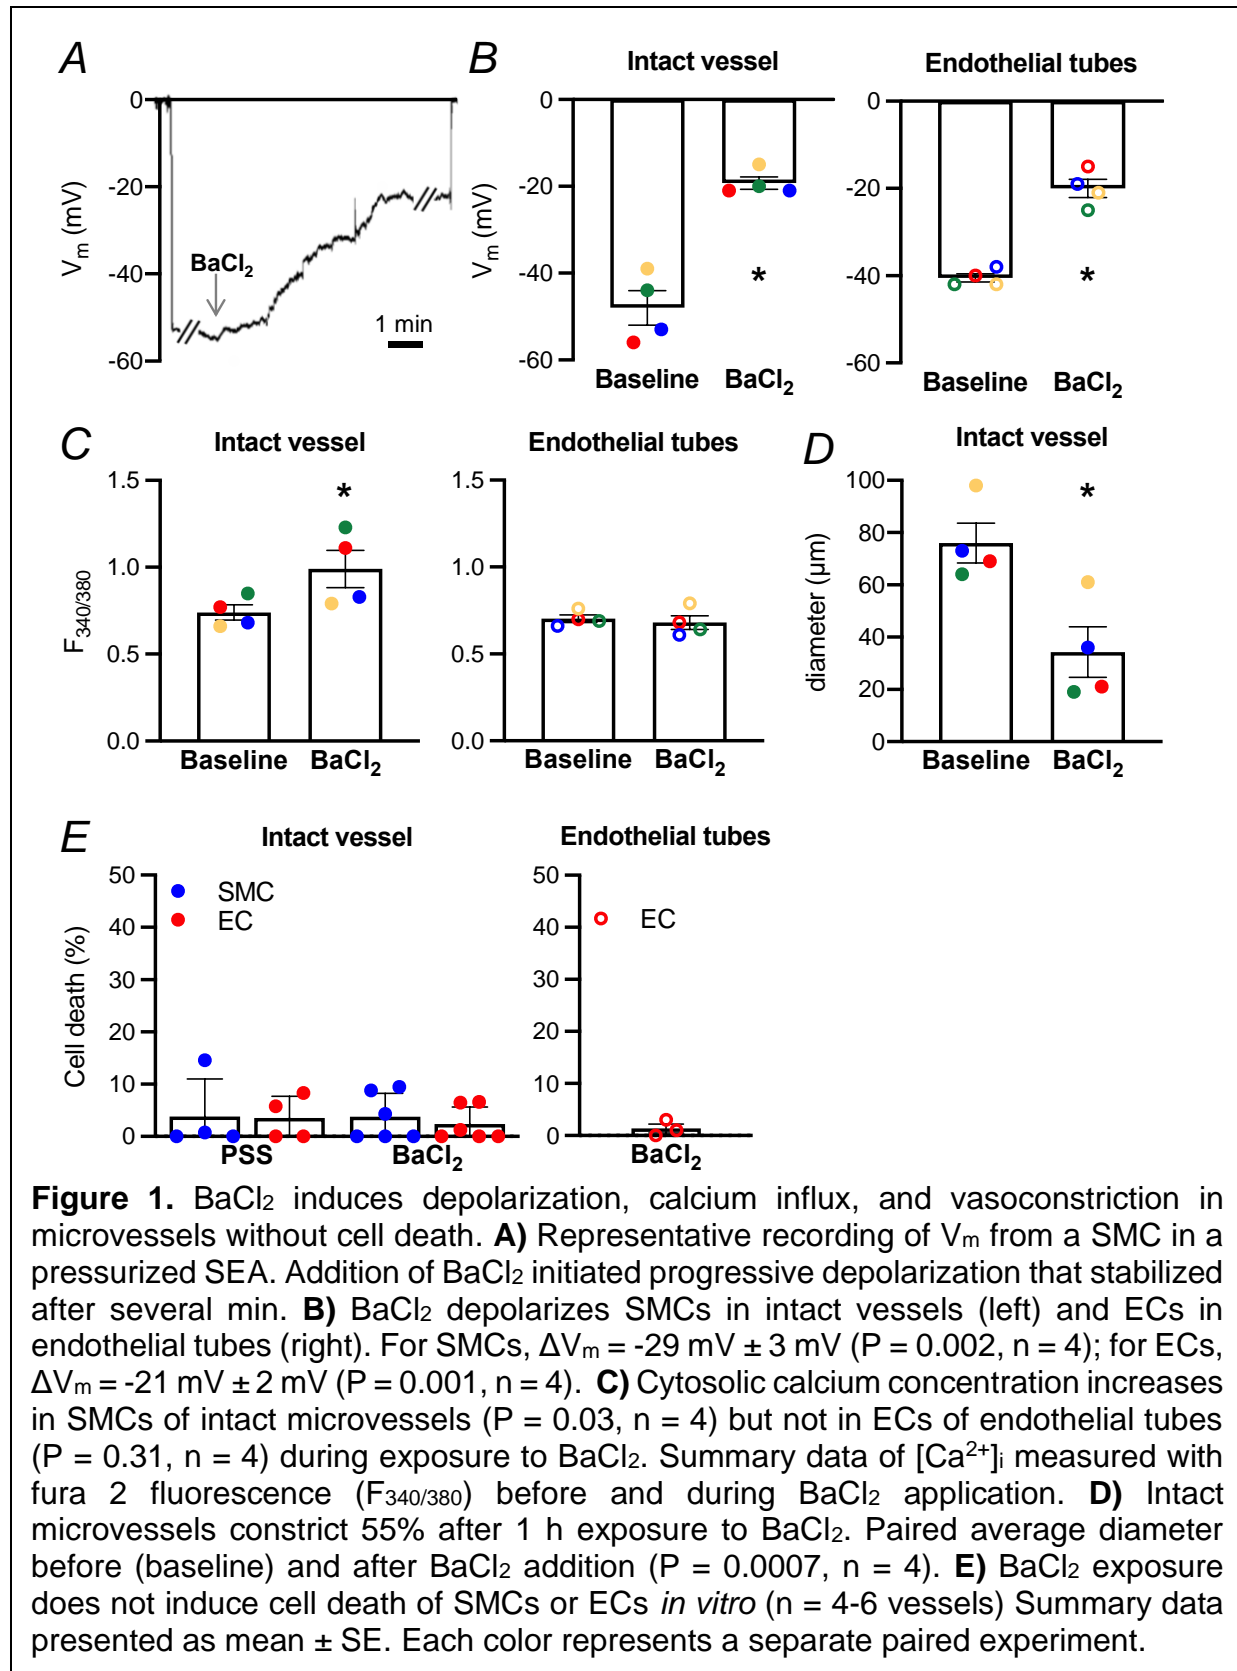 A
0
-20
-40
-60
Vm (mV)
BaCl2
1 min
B
Intact vessel
0
-20
-40
-60
Vm (mV)
*
Baseline
BaCl2
Endothelial tubes
0
-20
-40
-60
*
Baseline
BaCl2
C
Intact vessel
1.5
1.0
0.5
0.0
F340/380
*
Baseline
BaCl2
Endothelial tubes
1.5
1.0
0.5
0.0
Baseline
BaCl2
D
Intact vessel
100
80
60
40
20
0
diameter (µm)
*
Baseline
BaCl2
E
Intact vessel
50
40
30
20
10
0
Cell death (%)
SMC
EC
PSS
BaCl2
Endothelial tubes
50
40
30
20
10
0
EC
BaCl2
Figure 1. BaCl2 induces depolarization, calcium influx, and vasoconstriction in
microvessels without cell death. A) Representative recording of Vm from a SMC in a
pressurized SEA. Addition of BaCl2 initiated progressive depolarization that stabilized
after several min. B) BaCl2 depolarizes SMCs in intact vessels (left) and ECs in
endothelial tubes (right). For SMCs, ΔVm = -29 mV ± 3 mV (P = 0.002, n = 4); for ECs,
ΔVm = -21 mV ± 2 mV (P = 0.001, n = 4). C) Cytosolic calcium concentration increases
in SMCs of intact microvessels (P = 0.03, n = 4) but not in ECs of endothelial tubes
(P = 0.31, n = 4) during exposure to BaCl2. Summary data of [Ca2+]i measured with
fura 2 fluorescence (F340/380) before and during BaCl2 application. D) Intact
microvessels constrict 55% after 1 h exposure to BaCl2. Paired average diameter
before (baseline) and after BaCl2 addition (P = 0.0007, n = 4). E) BaCl2 exposure
does not induce cell death of SMCs or ECs in vitro (n = 4-6 vessels) Summary data
presented as mean ± SE. Each color represents a separate paired experiment.